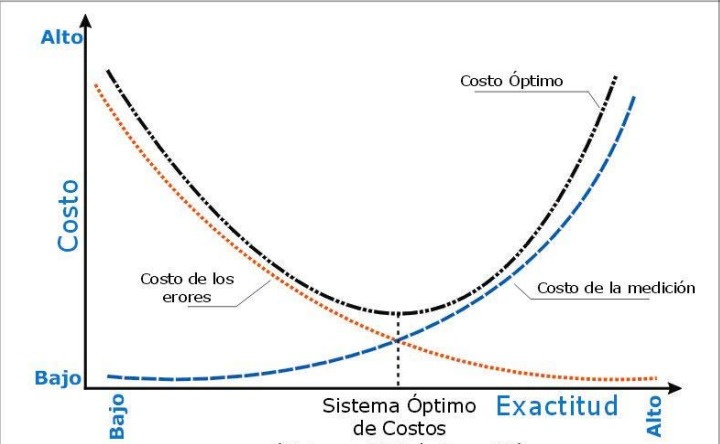 Alto
Costo Óptimo
Costo
Costo de los
erores
Costo de la medición
Bajo
Bajo
Sistema Óptimo
de Costos
Exactitud
Alto